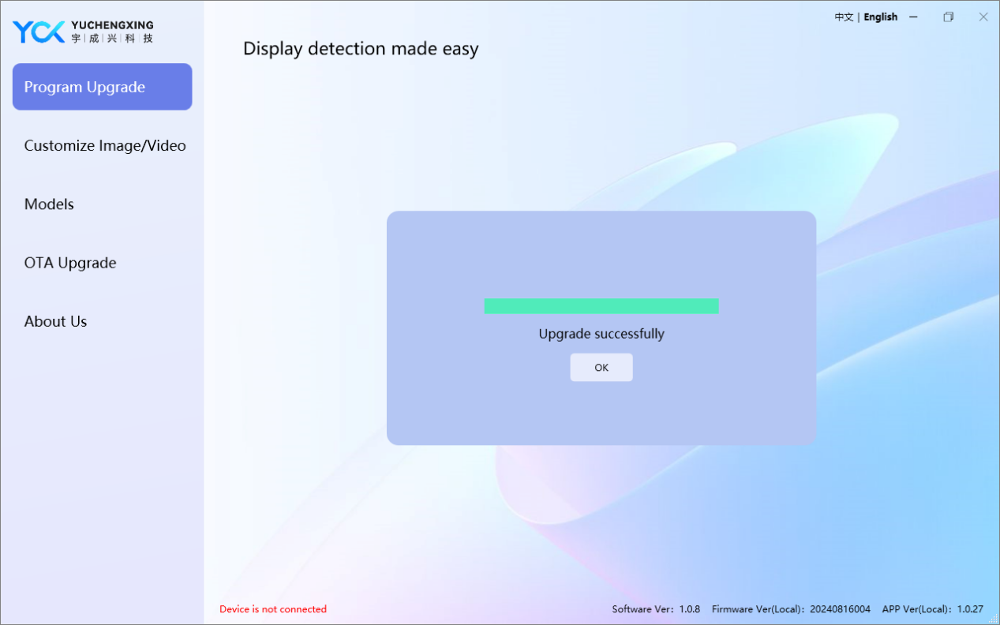 YCX YUCHENGXING
宇|成|兴|科|技
中文 | English
Display detection made easy
Program Upgrade
Customize Image/Video
Models
OTA Upgrade
About Us
Upgrade successfully
OK
Device is not connected
Software Ver: 1.0.8 Firmware Ver(Local): 20240816004 APP Ver(Local): 1.0.27